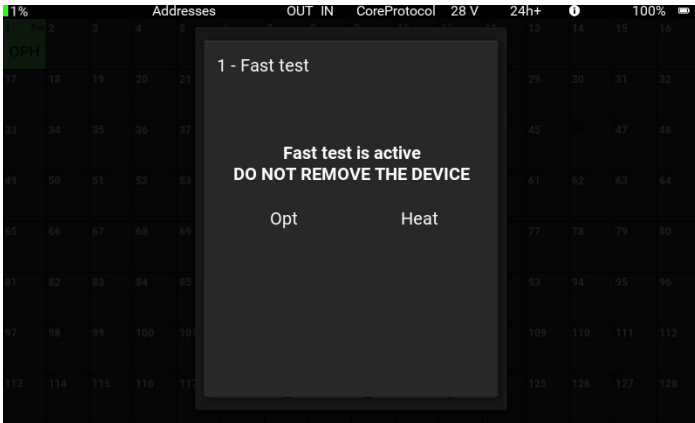 1% Addresses OUT IN CoreProtocol 28 V 24h+ 100%
1 2 3 4 5 13 14 15 16
OPH
1 - Fast test
17 18 19 20 21 29 30 31 32
33 34 35 36 37 45 47 48
Fast test is active
DO NOT REMOVE THE DEVICE
49 50 51 52 53 61 62 63 64
Opt Heat
65 66 67 68 69 77 78 79 80
81 82 83 84 85 93 94 95 96
97 98 99 100 109 110 111 112
113 114 115 116 125 126 127 128